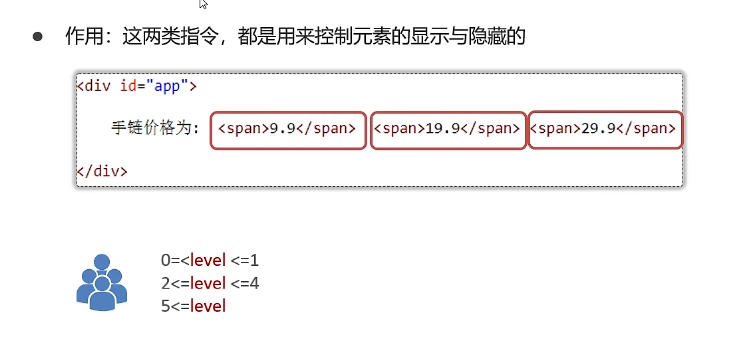 ● 作用：这两类指令，都是用来控制元素的显示与隐藏的
<div id="app">
手链价格为： <span>9.9</span> <span>19.9</span> <span>29.9</span>
</div>
0=<level <=1
2<=level <=4
5<=level